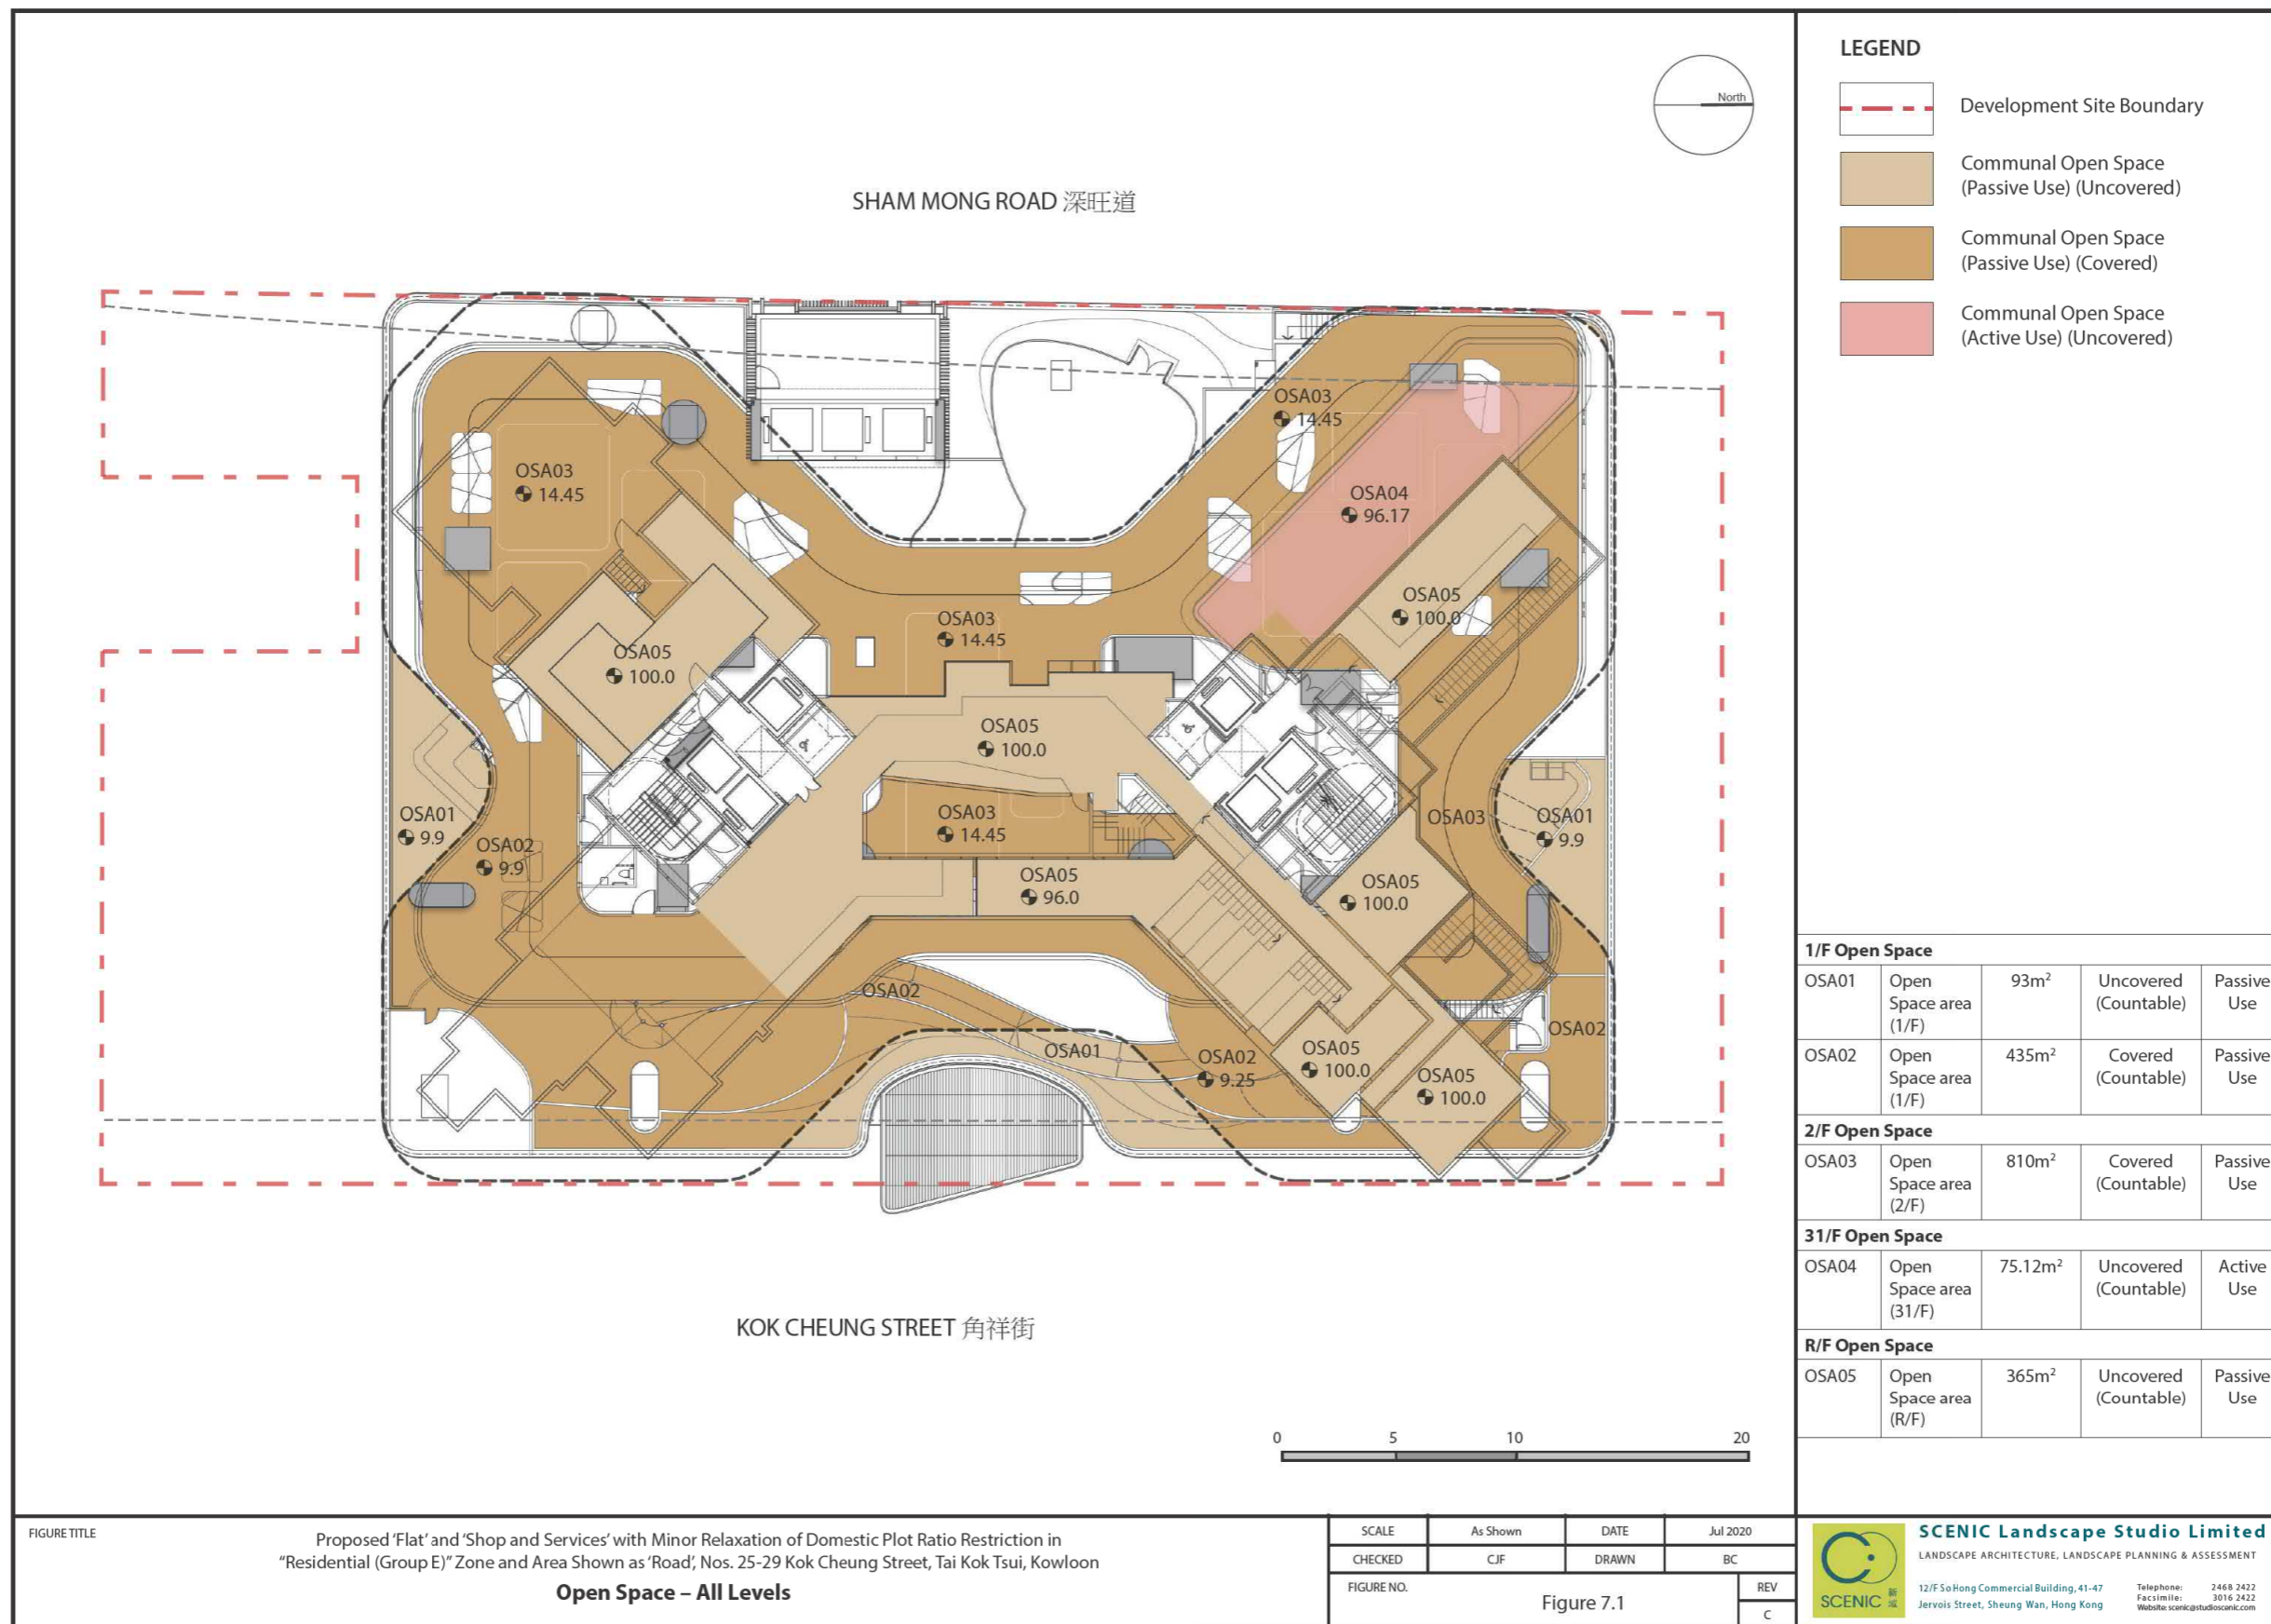 North
SHAM MONG ROAD 深旺道
OSA03
14.45
OSA03
14.45
OSA04
96.17
OSA05
100.0
OSA03
14.45
OSA05
100.0
OSA05
100.0
OSA03
14.45
OSA03
OSA01
9.9
OSA01
9.9
OSA02
9.9
OSA05
96.0
OSA05
100.0
OSA02
OSA01
OSA02
9.25
OSA05
100.0
OSA05
100.0
OSA02
KOK CHEUNG STREET 角祥街
0 5 10 20
LEGEND
Development Site Boundary
Communal Open Space
(Passive Use) (Uncovered)
Communal Open Space
(Passive Use) (Covered)
Communal Open Space
(Active Use) (Uncovered)
1/F Open Space
OSA01 Open 93m² Uncovered Passive
Space area (Countable) Use
(1/F)
OSA02 Open 435m² Covered Passive
Space area (Countable) Use
(1/F)
2/F Open Space
OSA03 Open 810m² Covered Passive
Space area (Countable) Use
(2/F)
31/F Open Space
OSA04 Open 75.12m² Uncovered Active
Space area (Countable) Use
(31/F)
R/F Open Space
OSA05 Open 365m² Uncovered Passive
Space area (Countable) Use
(R/F)
FIGURE TITLE
Proposed 'Flat' and 'Shop and Services' with Minor Relaxation of Domestic Plot Ratio Restriction in
"Residential (Group E)" Zone and Area Shown as 'Road', Nos. 25-29 Kok Cheung Street, Tai Kok Tsui, Kowloon
Open Space – All Levels
SCALE As Shown DATE Jul 2020
CHECKED CJF DRAWN BC
FIGURE NO. Figure 7.1 REV
C
SCENIC
SCENIC Landscape Studio Limited
LANDSCAPE ARCHITECTURE, LANDSCAPE PLANNING & ASSESSMENT
12/F So Hong Commercial Building, 41-47
Jervois Street, Sheung Wan, Hong Kong
Telephone: 2468 2422
Facsimile: 3016 2422
Website: scenic@studioscenic.com